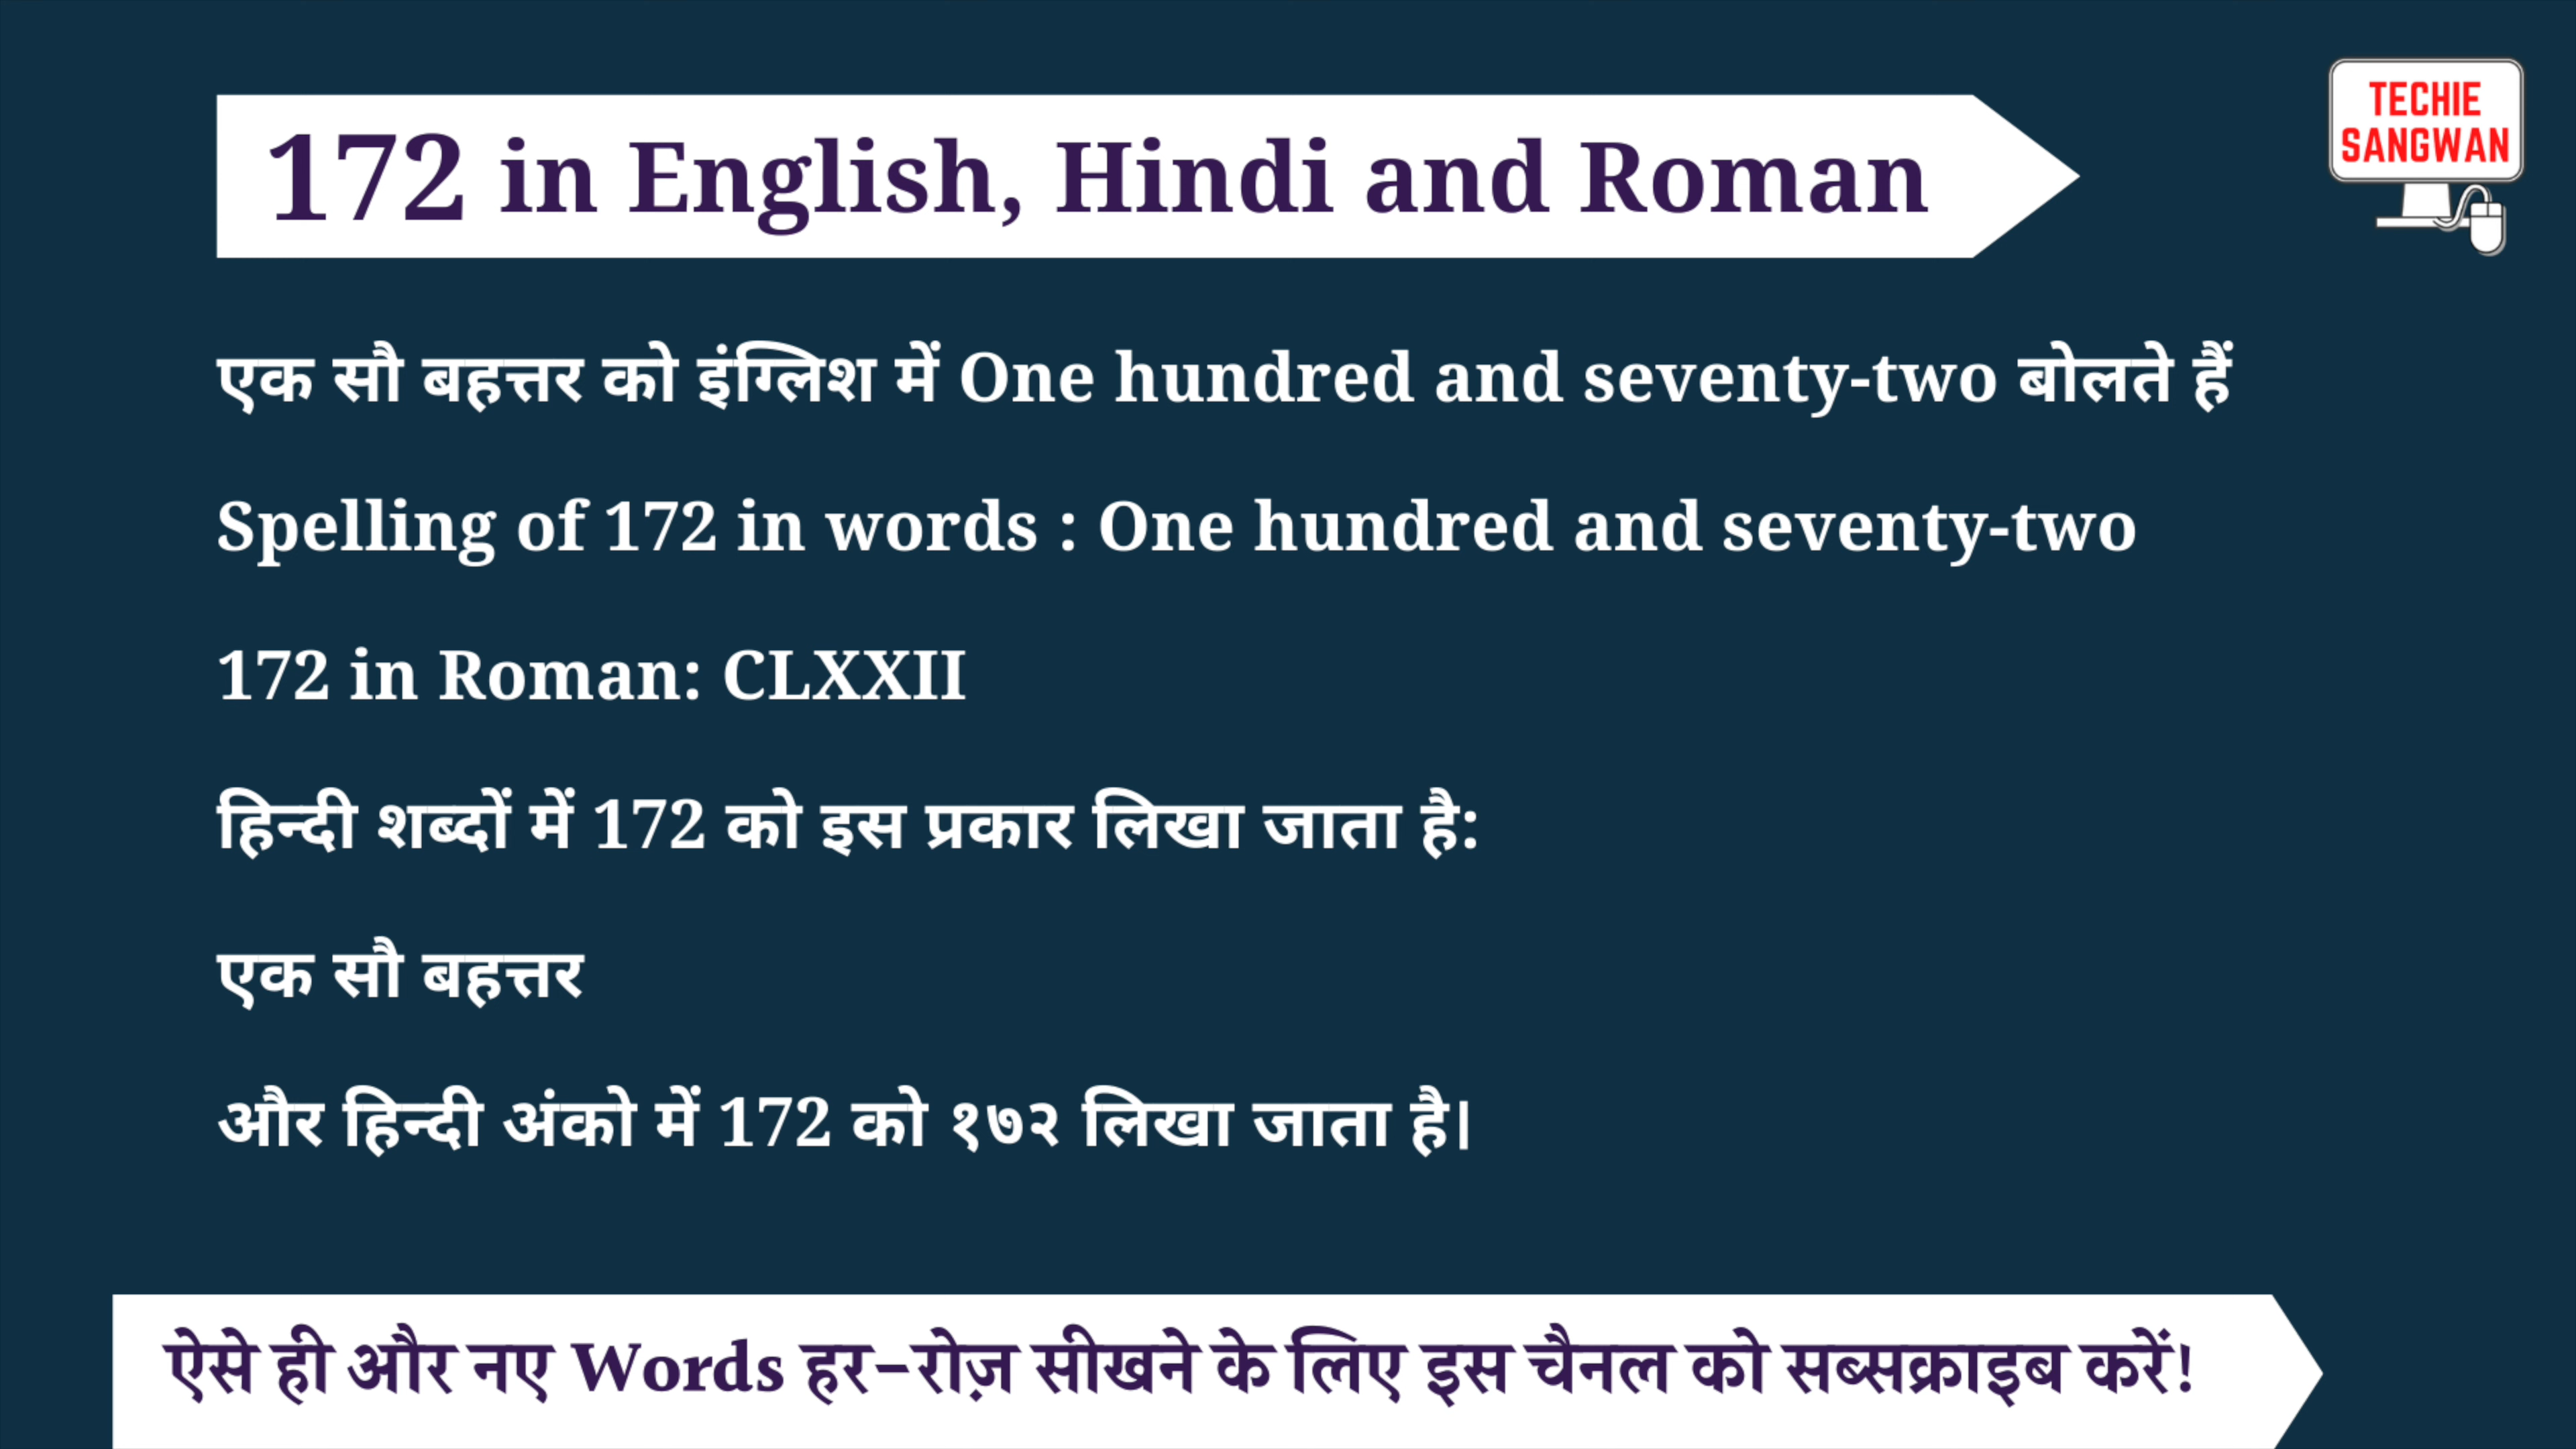 172 in English, Hindi and Roman
TECHIE
SANGWAN
एक सौ बहत्तर को इंग्लिश में One hundred and seventy-two बोलते हैं
Spelling of 172 in words : One hundred and seventy-two
172 in Roman: CLXXII
हिन्दी शब्दों में 172 को इस प्रकार लिखा जाता है:
एक सौ बहत्तर
और हिन्दी अंको में 172 को १७२ लिखा जाता है।
ऐसे ही और नए Words हर-रोज़ सीखने के लिए इस चैनल को सब्सक्राइब करें!